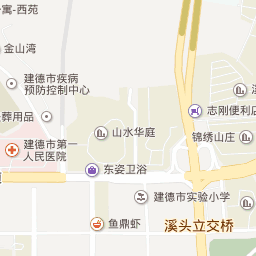 寓-西苑
金山湾
建德市疾病
预防控制中心
志刚便利店
葬用品
山水华庭
锦绣山庄
建德市第一
人民医院
东姿卫浴
建德市实验小学
鱼鼎虾
溪头立交桥